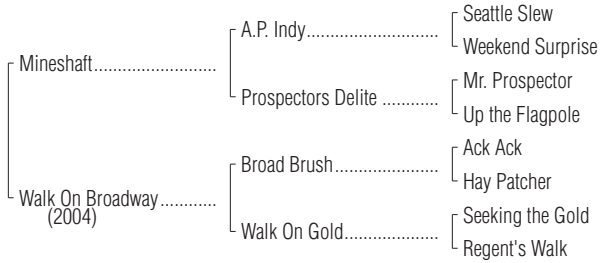 Seattle Slew
A.P. Indy............................
Weekend Surprise
Mineshaft..........................
Mr. Prospector
Prospectors Delite ............
Up the Flagpole
Ack Ack
Broad Brush......................
Hay Patcher
Walk On Broadway............
(2004)
Seeking the Gold
Walk On Gold....................
Regent's Walk